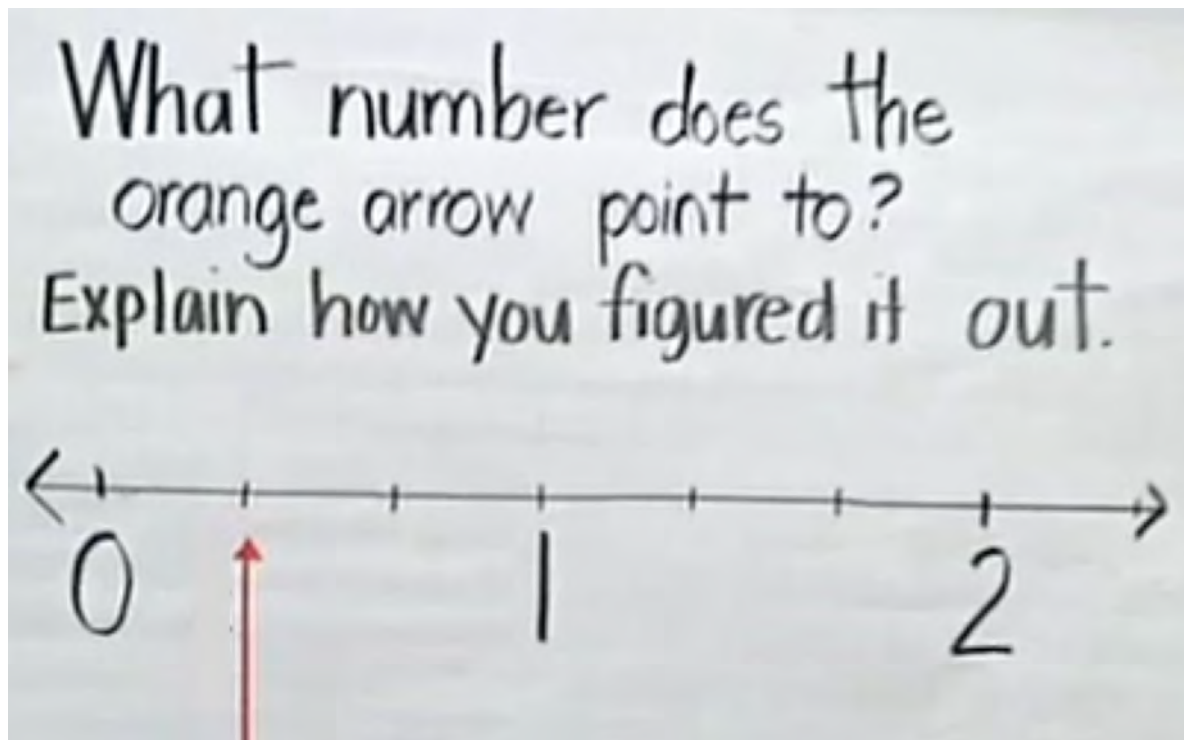 What number does the
orange arrow point to?
Explain how you figured it out.
0 1 2